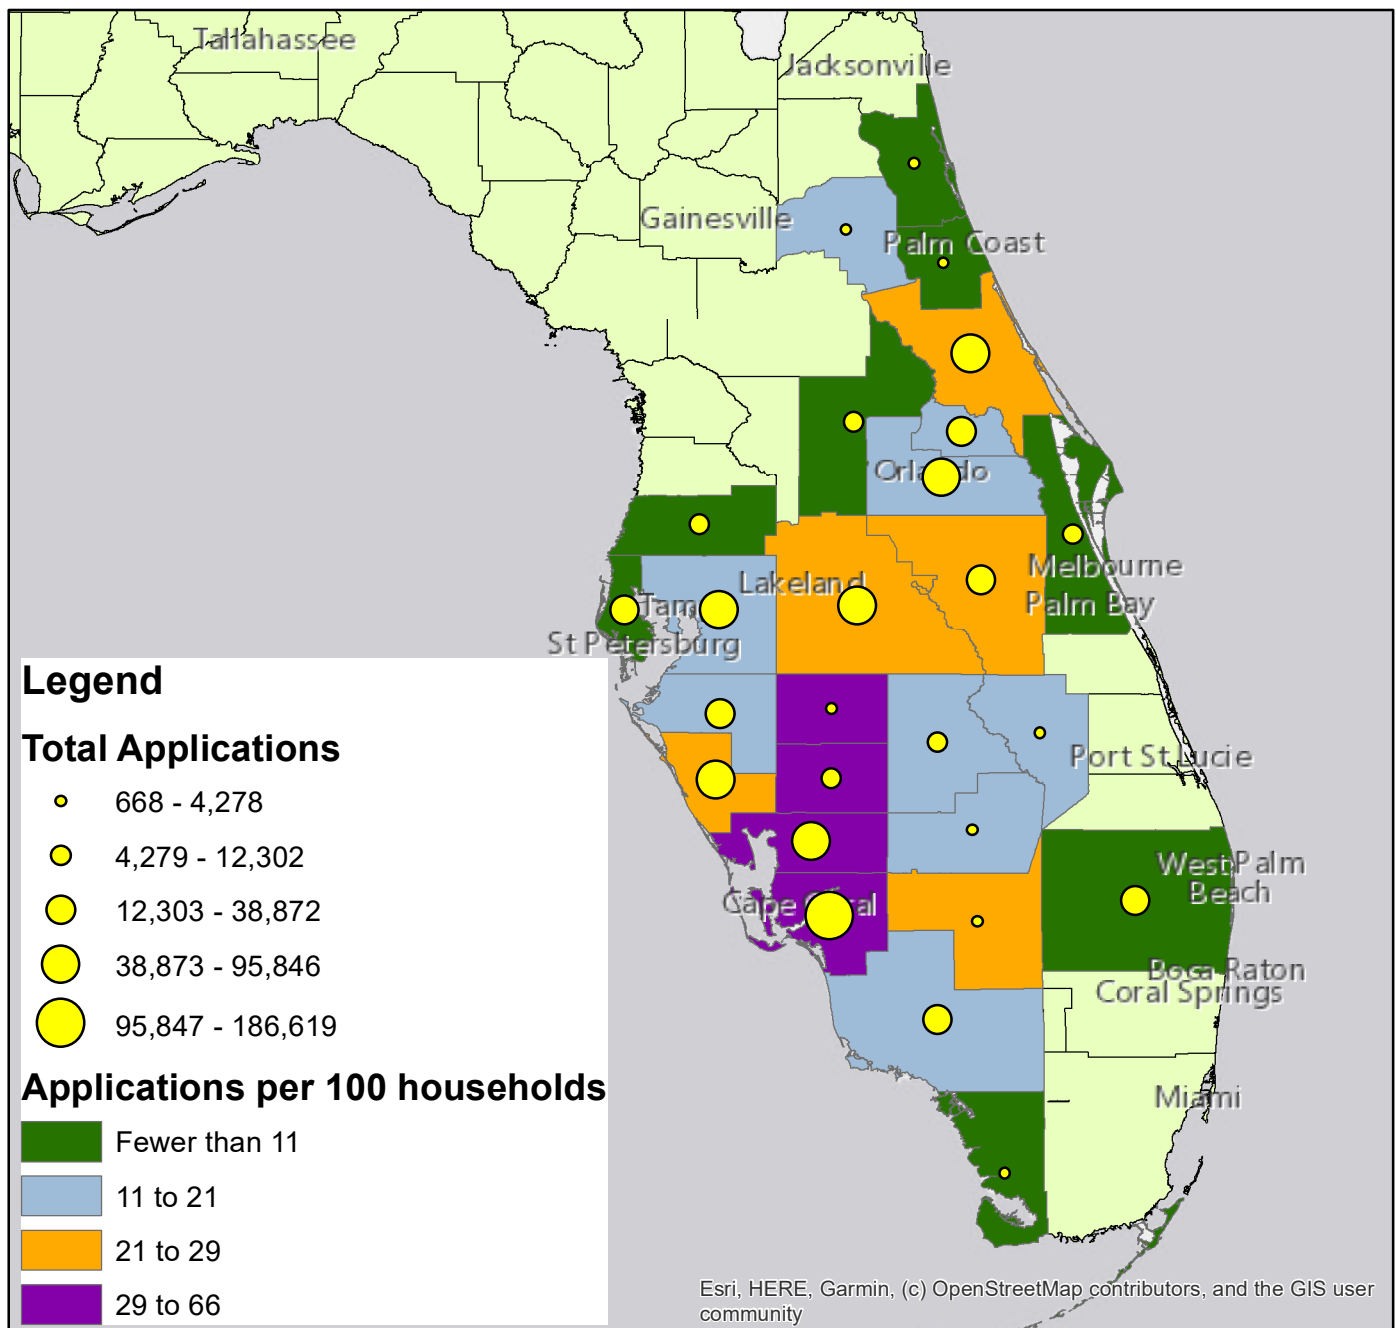 Tallahassee
Jacksonville
Gainesville
Palm Coast
Orlando
Lakeland
Melbourne
Palm Bay
Tam
St Petersburg
Port St Lucie
West Palm
Beach
Cape Coral
Boca Raton
Coral Springs
Miami
Legend
Total Applications
668 - 4,278
4,279 - 12,302
12,303 - 38,872
38,873 - 95,846
95,847 - 186,619
Applications per 100 households
Fewer than 11
11 to 21
21 to 29
29 to 66
Esri, HERE, Garmin, (c) OpenStreetMap contributors, and the GIS user
community